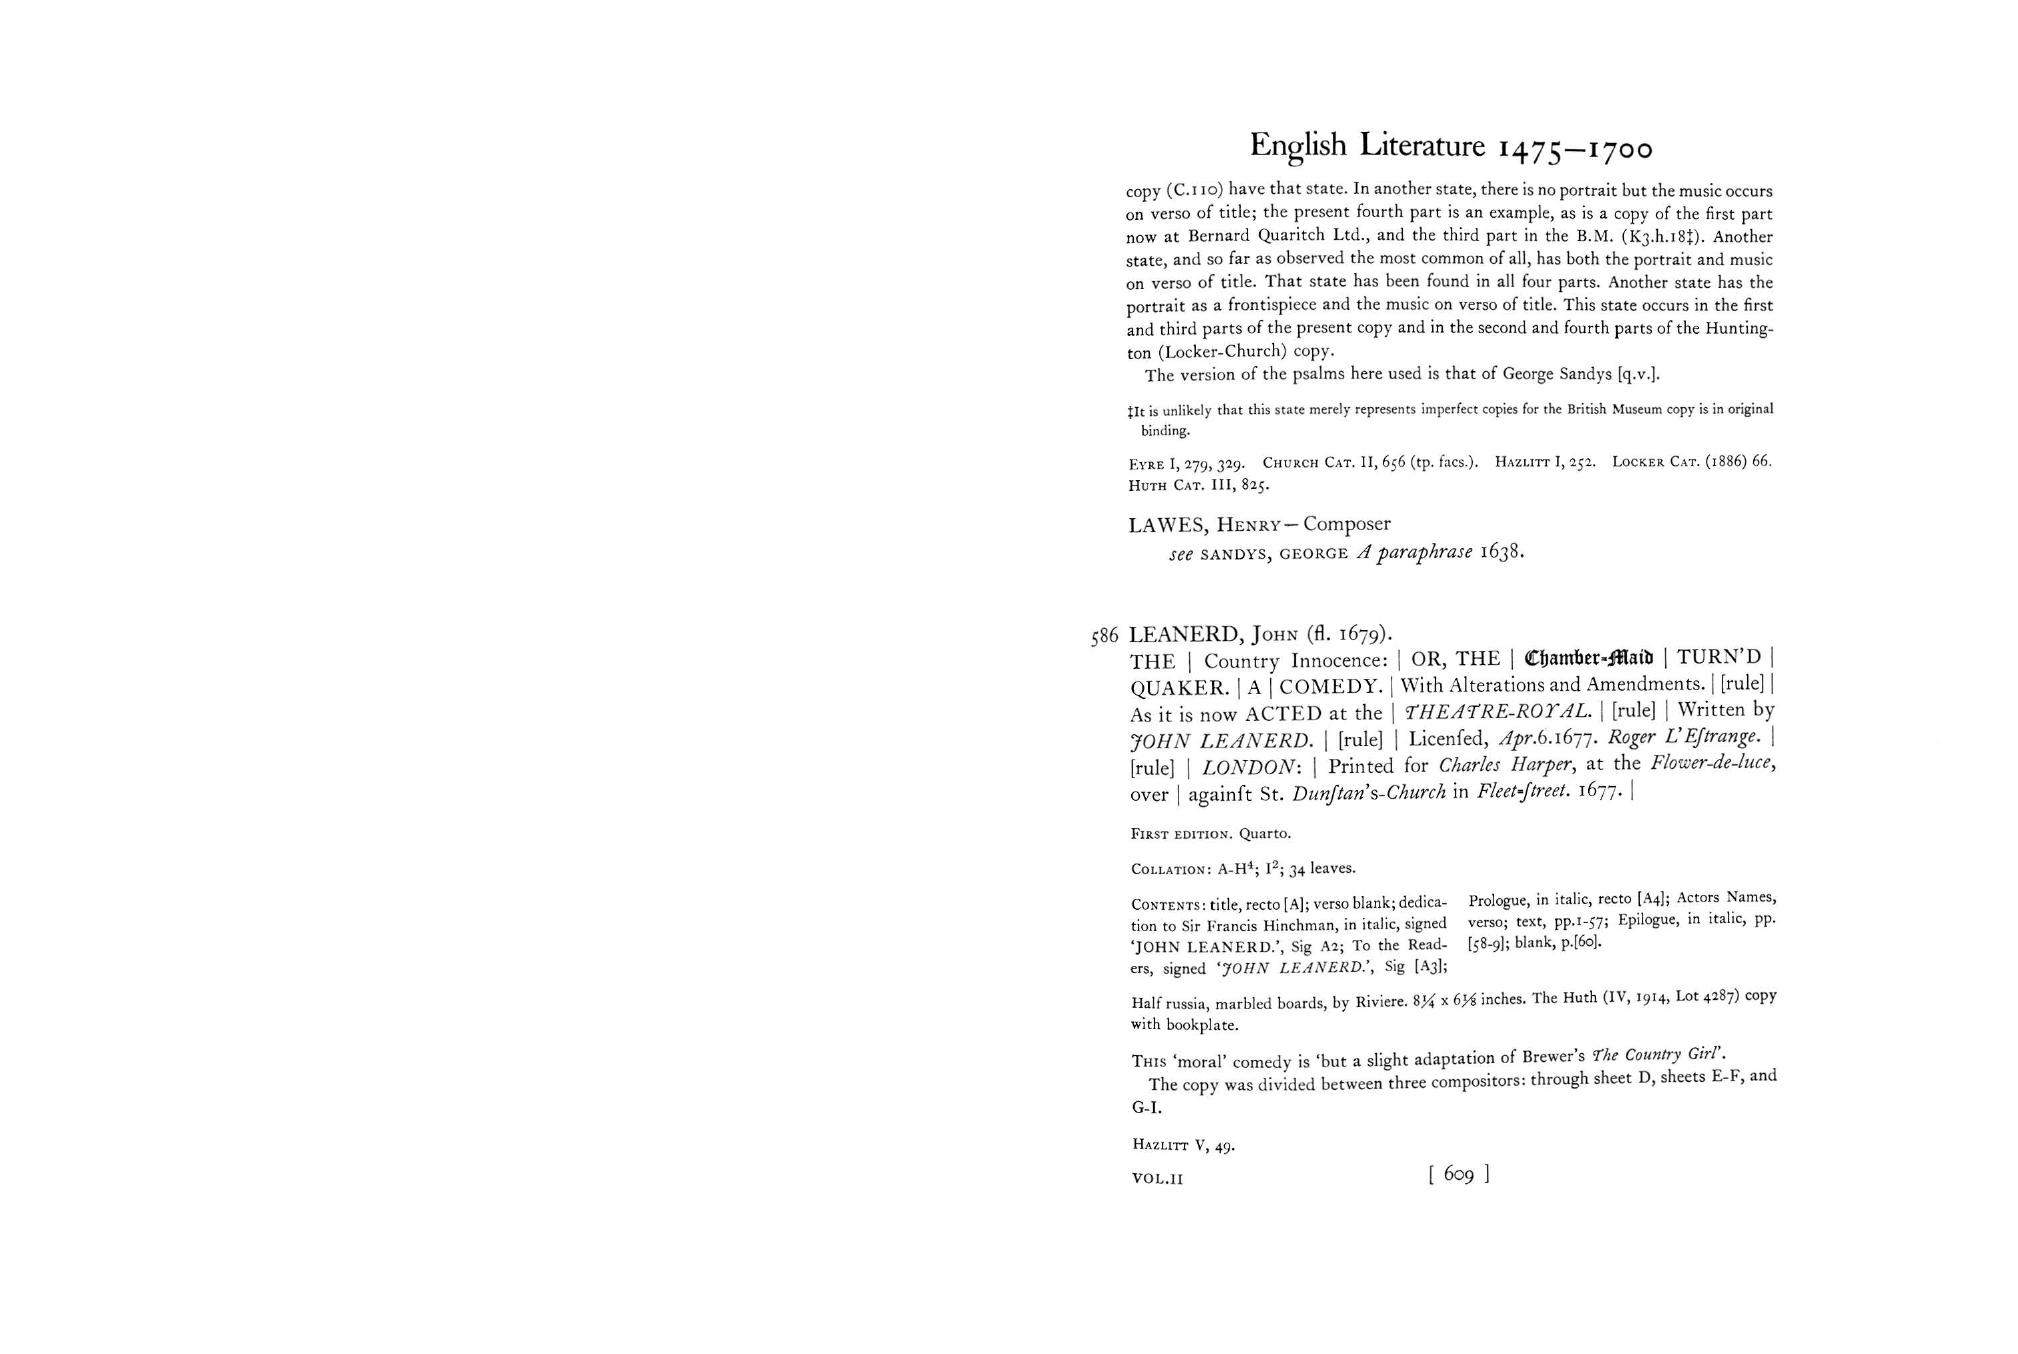 English Literature 1475—1700
copy (C.110) have that state. In another state, there is no portrait but the music occurs
on verso of title; the present fourth part is an example, as is a copy of the first part
now at Bernard Quaritch Ltd., and the third part in the B.M. (K3.h.18‡). Another
state, and so far as observed the most common of all, has both the portrait and music
on verso of title. That state has been found in all four parts. Another state has the
portrait as a frontispiece and the music on verso of title. This state occurs in the first
and third parts of the present copy and in the second and fourth parts of the Hunting-
ton (Locker-Church) copy.
The version of the psalms here used is that of George Sandys [q.v.].
‡It is unlikely that this state merely represents imperfect copies for the British Museum copy is in original
binding.
EYRE I, 279, 329. CHURCH CAT. II, 656 (tp. facs.). HAZLITT I, 252. LOCKER CAT. (1886) 66.
HUTH CAT. III, 825.
LAWES, HENRY—Composer
see SANDYS, GEORGE A paraphrase 1638.
586 LEANERD, JOHN (fl. 1679).
THE | Country Innocence: | OR, THE | Chamber-Maid | TURN'D |
QUAKER. | A | COMEDY. | With Alterations and Amendments. | [rule] |
As it is now ACTED at the | THEATRE-ROYAL. | [rule] | Written by
JOHN LEANERD. | [rule] | Licenſed, Apr.6.1677. Roger L'Eſtrange. |
[rule] | LONDON: | Printed for Charles Harper, at the Flower-de-luce,
over | againſt St. Dunſtan's-Church in Fleet-ſtreet. 1677. |
FIRST EDITION. Quarto.
COLLATION: A-H⁴; I²; 34 leaves.
CONTENTS: title, recto [A]; verso blank; dedica-
tion to Sir Francis Hinchman, in italic, signed
'JOHN LEANERD.', Sig A2; To the Read-
ers, signed 'JOHN LEANERD.', Sig [A3];
Prologue, in italic, recto [A4]; Actors Names,
verso; text, pp.1-57; Epilogue, in italic, pp.
[58-9]; blank, p.[60].
Half russia, marbled boards, by Riviere. 8¼ x 6⅛ inches. The Huth (IV, 1914, Lot 4287) copy
with bookplate.
THIS 'moral' comedy is 'but a slight adaptation of Brewer's The Country Girl'.
The copy was divided between three compositors: through sheet D, sheets E-F, and
G-I.
HAZLITT V, 49.
VOL.II [ 609 ]